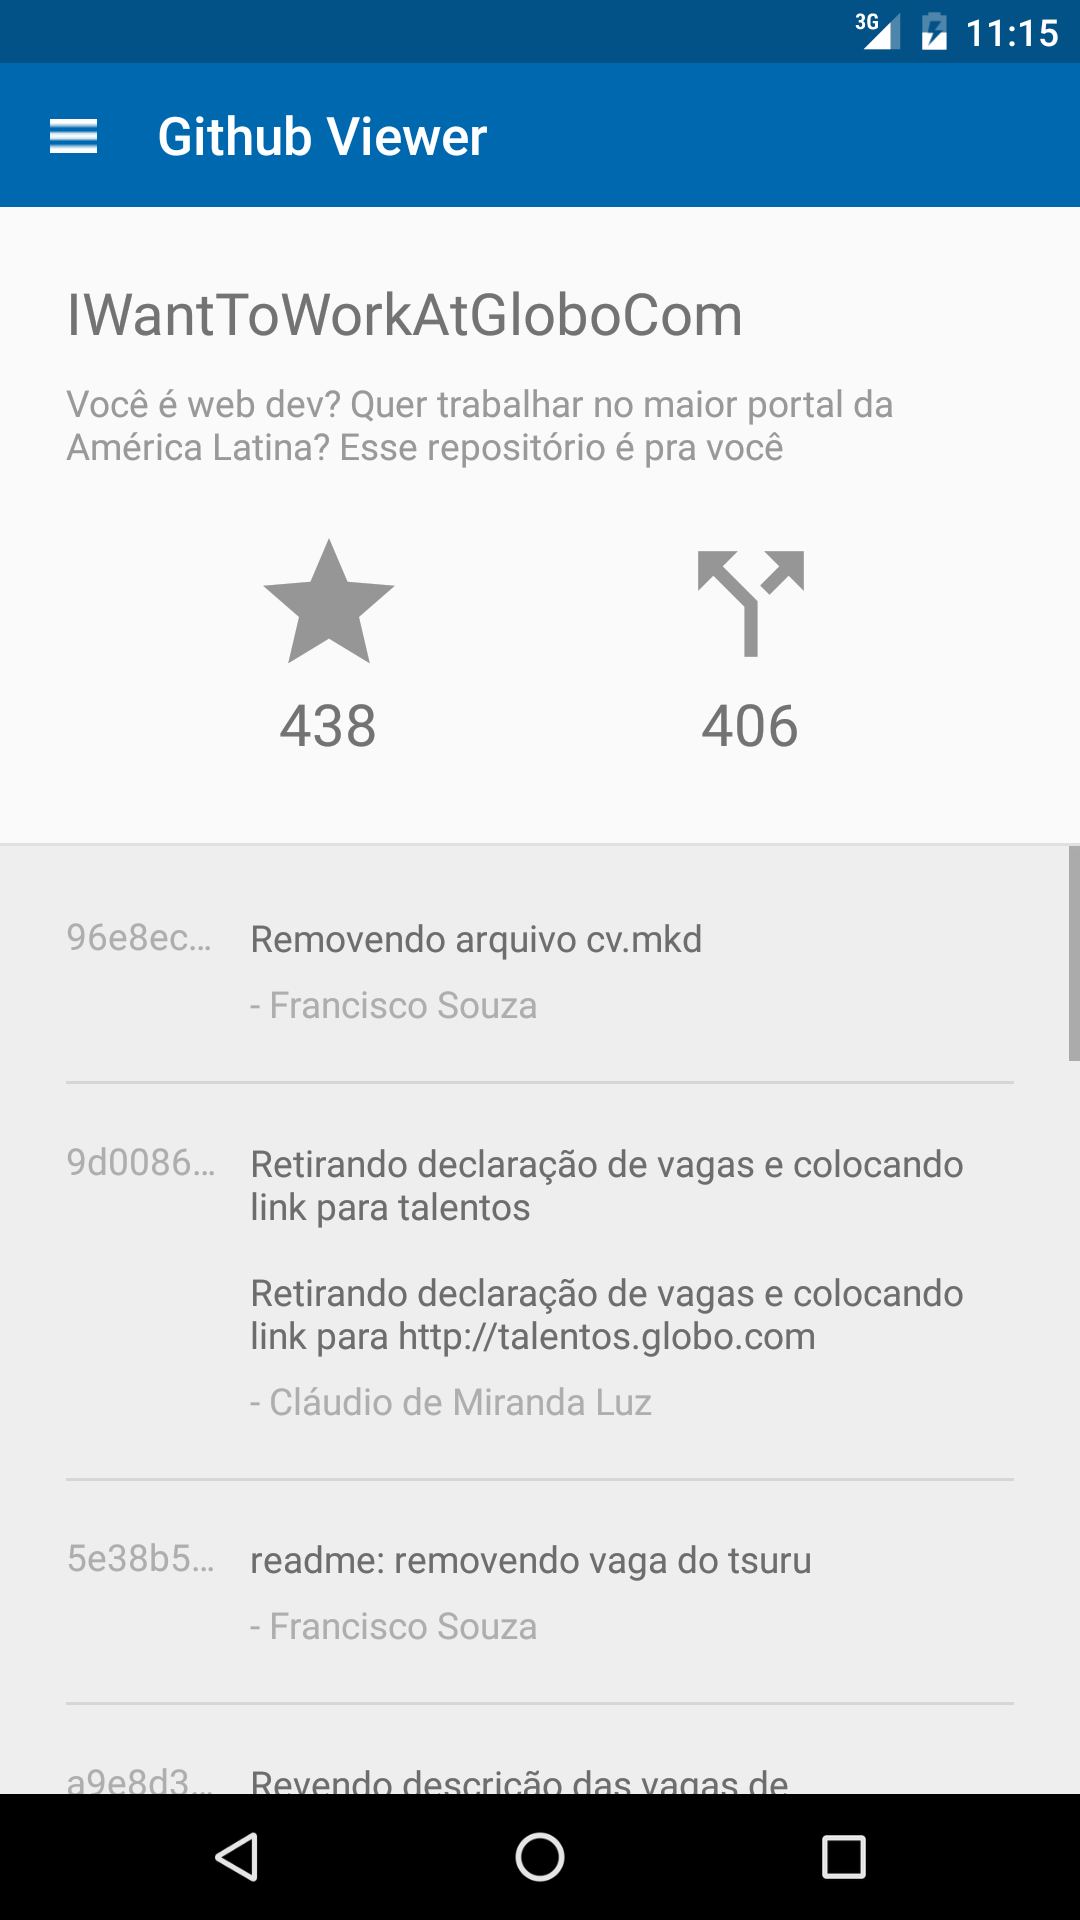 3G 11:15
Github Viewer
IWantToWorkAtGloboCom
Você é web dev? Quer trabalhar no maior portal da
América Latina? Esse repositório é pra você
438 406
96e8ec... Removendo arquivo cv.mkd
- Francisco Souza
9d0086... Retirando declaração de vagas e colocando
link para talentos
Retirando declaração de vagas e colocando
link para http://talentos.globo.com
- Cláudio de Miranda Luz
5e38b5... readme: removendo vaga do tsuru
- Francisco Souza
a9e8d3... Revendo descrição das vagas de